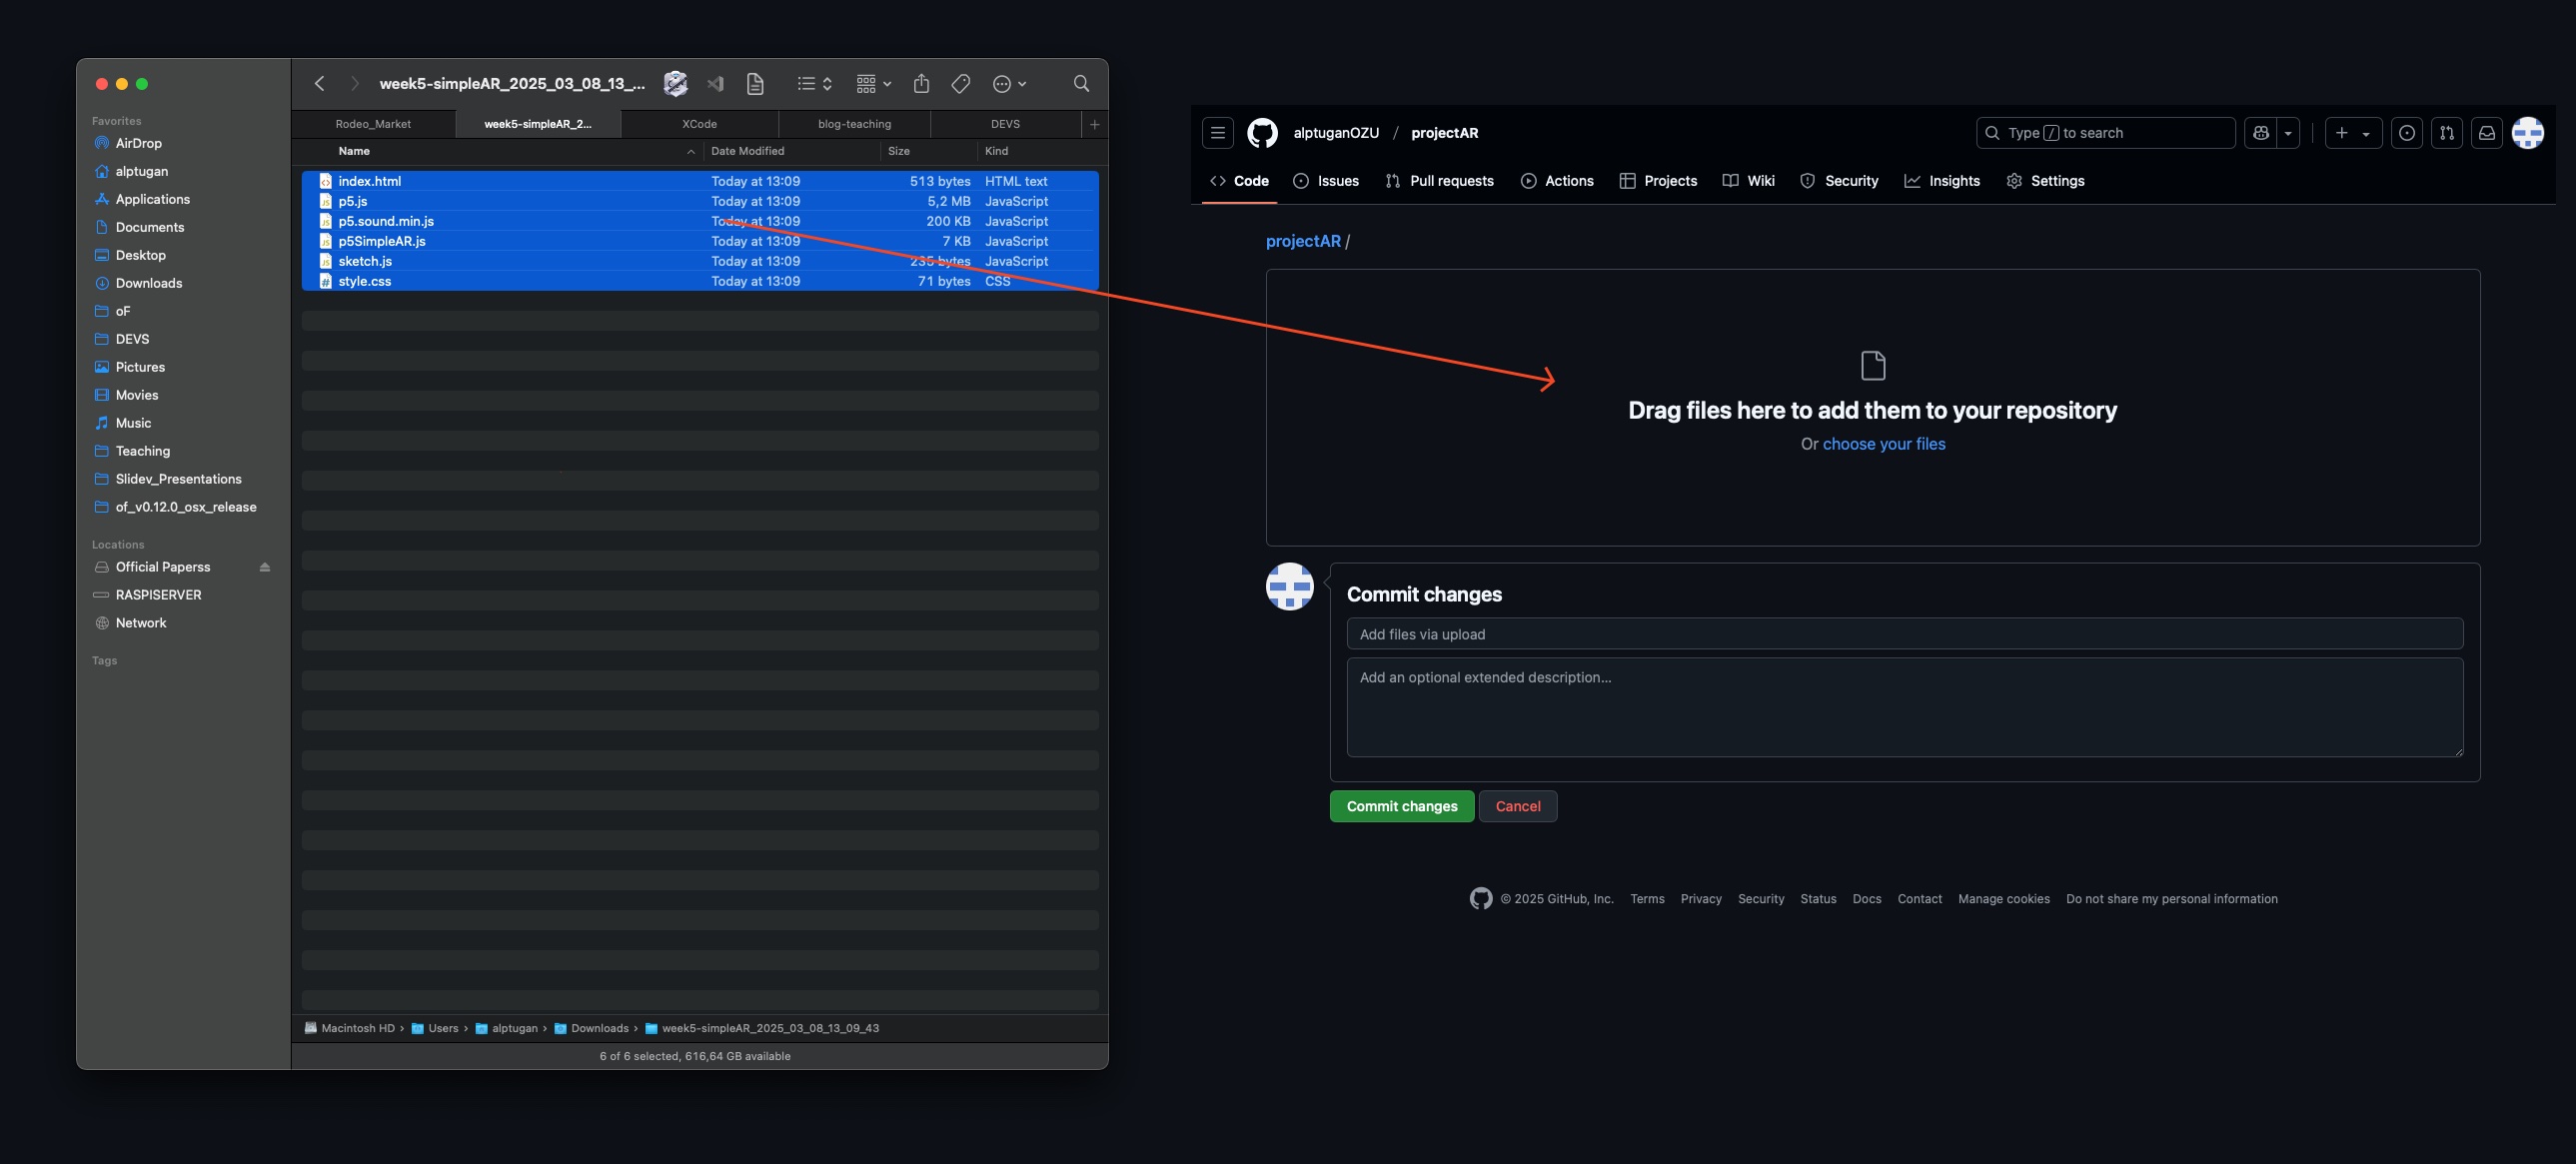 week5-simpleAR_2025_03_08_13_...
Rodeo_Market
week5-simpleAR_2...
XCode
blog-teaching
DEVS
Favorites
AirDrop
alptugan
Applications
Documents
Desktop
Downloads
oF
DEVS
Pictures
Movies
Music
Teaching
Slidev_Presentations
of_v0.12.0_osx_release
Locations
Official Paperss
RASPISERVER
Network
Tags
Name Date Modified Size Kind
index.html Today at 13:09 513 bytes HTML text
p5.js Today at 13:09 5,2 MB JavaScript
p5.sound.min.js Today at 13:09 200 KB JavaScript
p5SimpleAR.js Today at 13:09 7 KB JavaScript
sketch.js Today at 13:09 235 bytes JavaScript
style.css Today at 13:09 71 bytes CSS
Macintosh HD › Users › alptugan › Downloads › week5-simpleAR_2025_03_08_13_09_43
6 of 6 selected, 616,64 GB available
alptuganOZU / projectAR
Type / to search
Code Issues Pull requests Actions Projects Wiki Security Insights Settings
projectAR /
Drag files here to add them to your repository
Or choose your files
Commit changes
Add files via upload
Add an optional extended description...
Commit changes Cancel
© 2025 GitHub, Inc. Terms Privacy Security Status Docs Contact Manage cookies Do not share my personal information